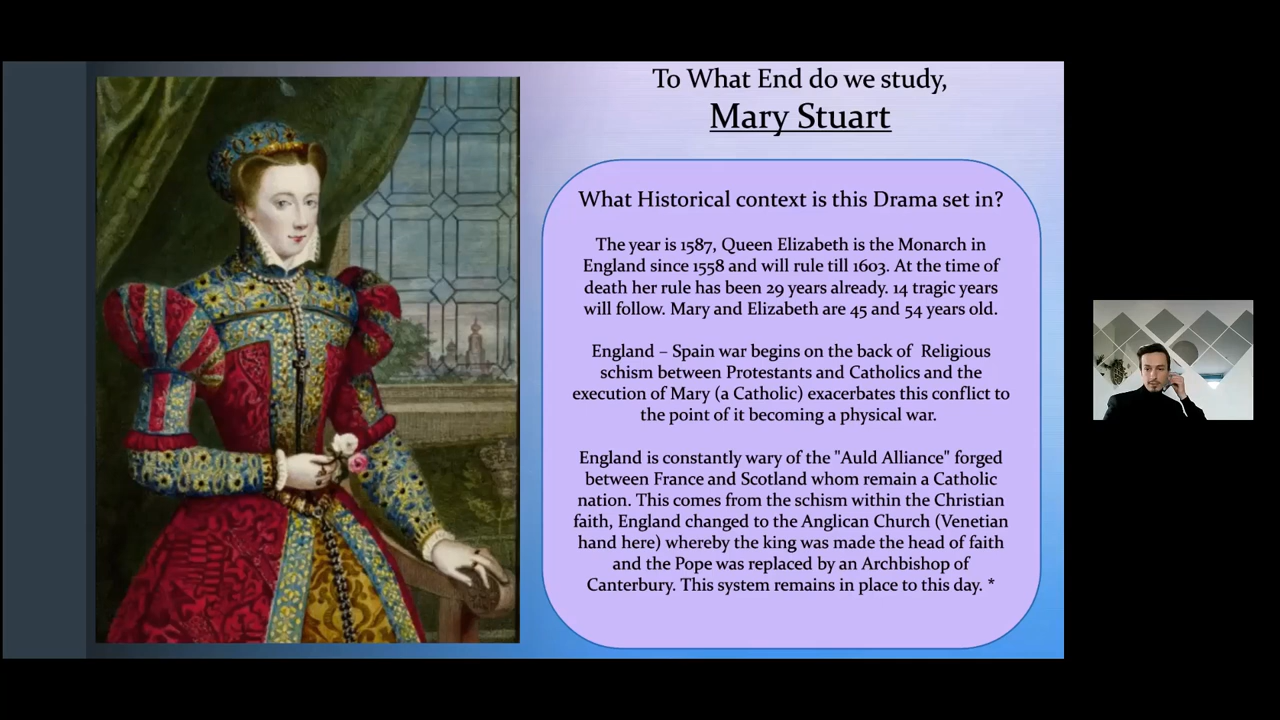 To What End do we study,
Mary Stuart
What Historical context is this Drama set in?
The year is 1587, Queen Elizabeth is the Monarch in
England since 1558 and will rule till 1603. At the time of
death her rule has been 29 years already. 14 tragic years
will follow. Mary and Elizabeth are 45 and 54 years old.
England – Spain war begins on the back of  Religious
schism between Protestants and Catholics and the
execution of Mary (a Catholic) exacerbates this conflict to
the point of it becoming a physical war.
England is constantly wary of the "Auld Alliance" forged
between France and Scotland whom remain a Catholic
nation. This comes from the schism within the Christian
faith, England changed to the Anglican Church (Venetian
hand here) whereby the king was made the head of faith
and the Pope was replaced by an Archbishop of
Canterbury. This system remains in place to this day. *